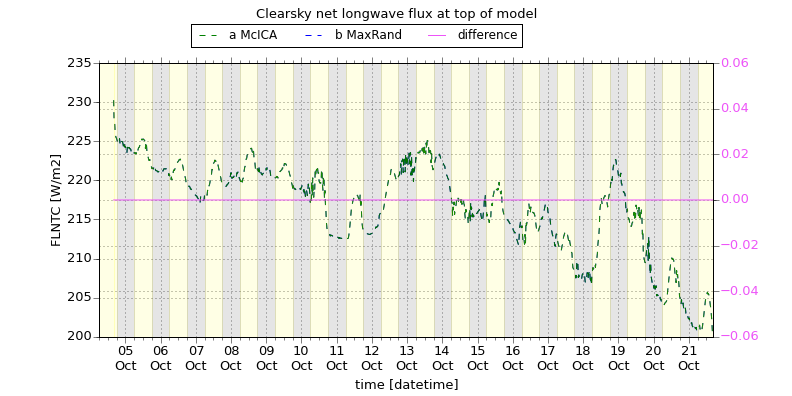 Clearsky net longwave flux at top of model
a McICA b MaxRand difference
235 0.06
230 0.04
225 0.02
220 0.00
215 −0.02
210 −0.04
205 −0.06
200
FLNTC [W/m2]
05 06 07 08 09 10 11 12 13 14 15 16 17 18 19 20 21
Oct Oct Oct Oct Oct Oct Oct Oct Oct Oct Oct Oct Oct Oct Oct Oct Oct
time [datetime]